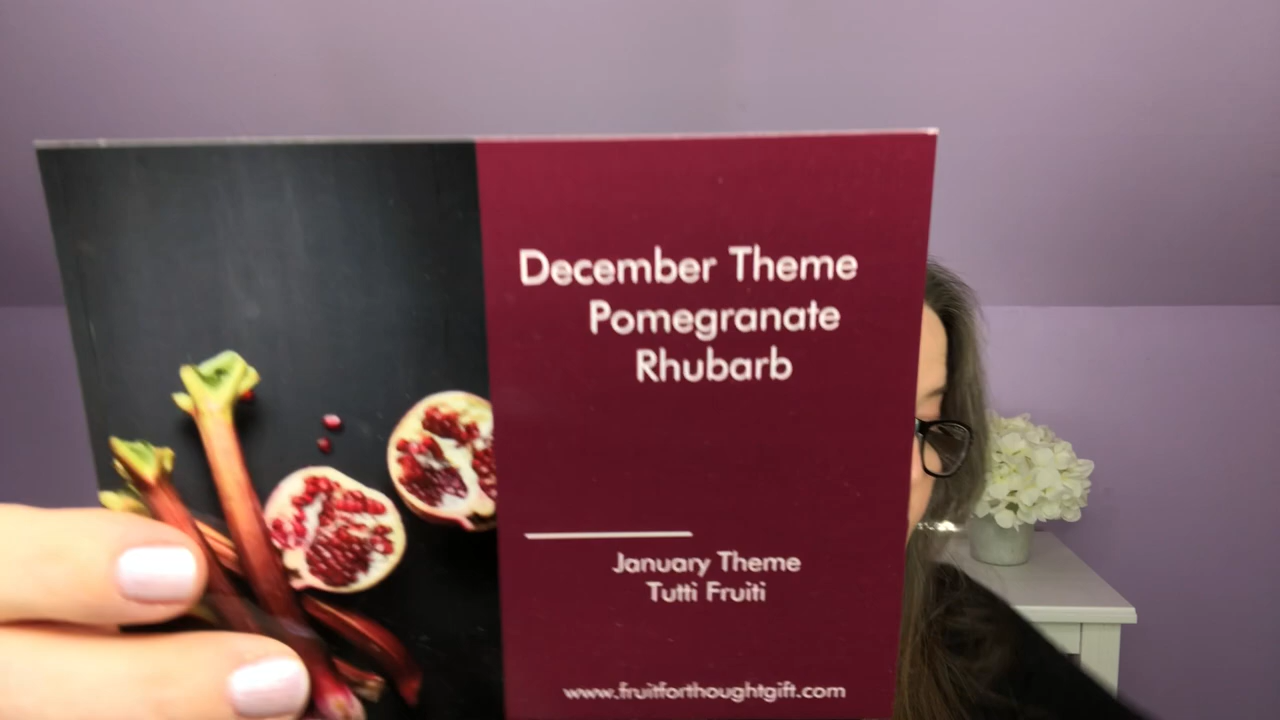 December Theme
Pomegranate
Rhubarb
January Theme
Tutti Fruiti
www.fruitforthoughtgift.com